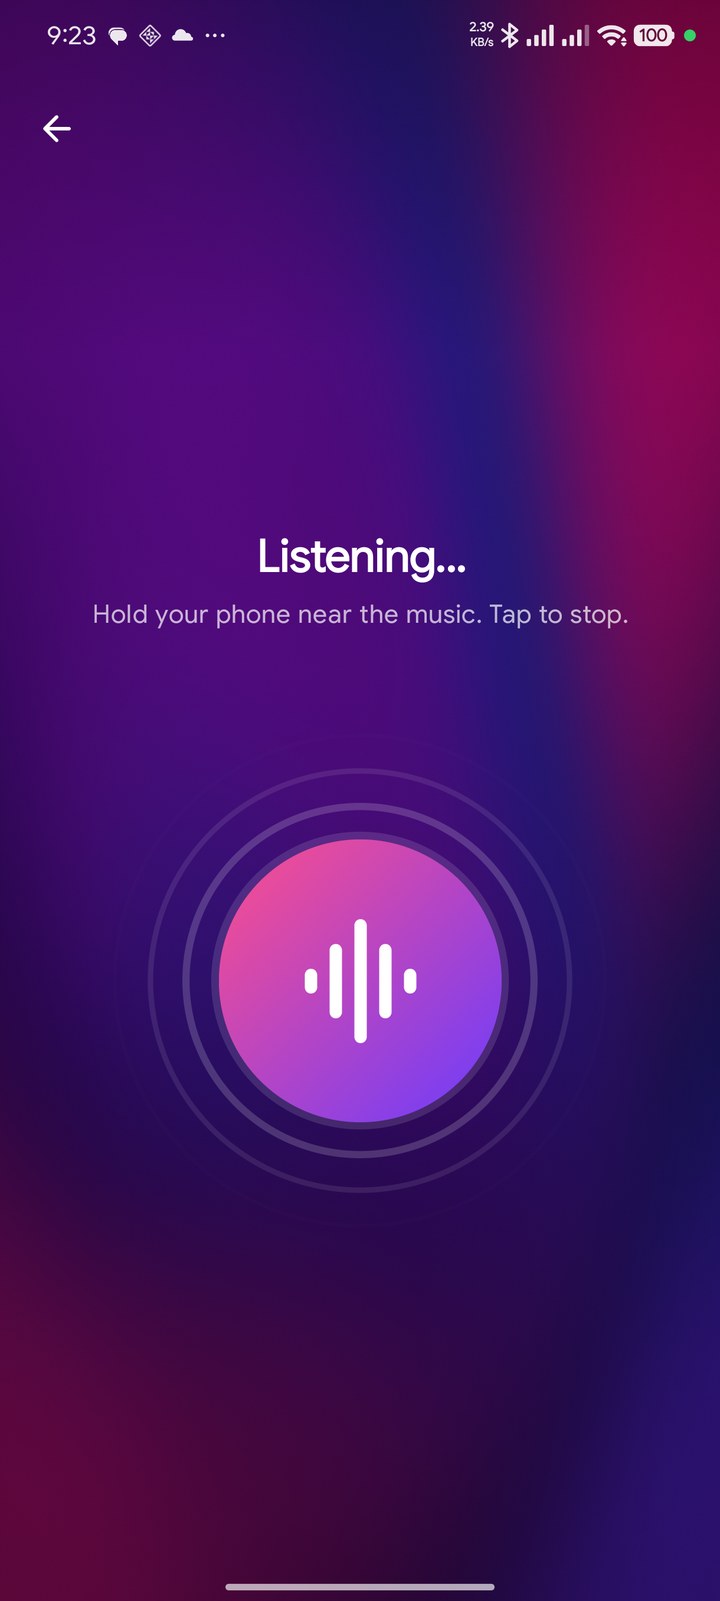 9:23
2.39
KB/s
100
Listening...
Hold your phone near the music. Tap to stop.